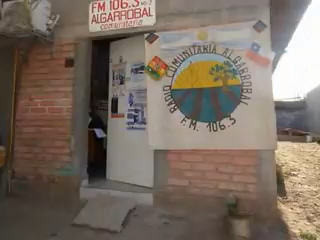 FM 106.3
ALGARROBAL
comunitaria
RADIO COMUNITARIA ALGARROBAL
F.M. 106.3